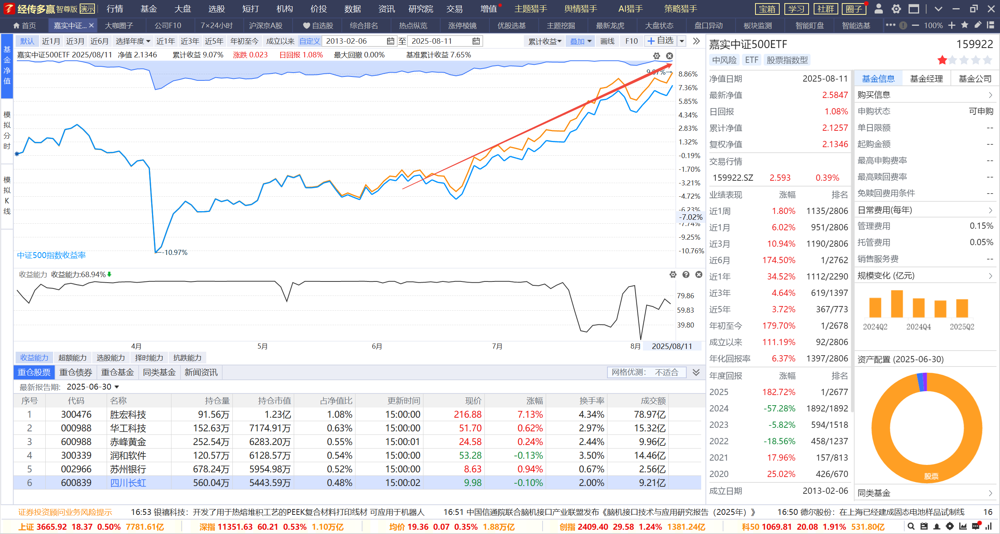 经传多赢 智尊版 演示 行情 基金 大盘 选股 短打 机构 价投 数据 资讯 研究院 交易 增值 主题猎手 舆情猎手 AI猎手 策略猎手 宝箱 学习 社群 圈子
首页 嘉实中证... 大咖圈子 公司F10 7×24小时 沪深京A股 自选股 综合排名 热点纵览 涨停棱镜 优股选基 主题挖掘 最新龙虎 大盘状态 盘口异动 板块监测 智能盯盘 智能选基 100%
基金净值
模拟分时
模拟K线
默认 近1月 近3月 近6月 选择年度 近1年 近3年 近5年 年初至今 成立以来 自定义 2013-02-06 至 2025-08-11 累计收益 叠加 画线 F10 +自选
嘉实中证500ETF 2025/08/11 净值 2.1346 累计收益 9.07% 涨跌 0.023 日回报 1.08% 最大回撤 0.00% 基准累计收益 7.65%
9.07%→
8.86%
7.36%
5.85%
4.34%
2.83%
1.32%
-0.19%
-1.70%
-3.21%
-4.72%
-6.23%
-7.02%
-7.74%
-9.25%
-10.76%
←-10.97%
中证500指数收益率
收益能力 收益能力:68.94%
79.86
59.83
39.80
4月 5月 6月 7月 8月 2025/08/11
收益能力 超额能力 选股能力 择时能力 抗跌能力
重仓股票 重仓债券 重仓基金 同类基金 新闻资讯 网格优测： 不适合
最新报告期: 2025-06-30
序号 代码 名称 持仓量 持仓市值 占净值比 更新时间 现价 涨幅 换手率 成交额
1 300476 胜宏科技 91.56万 1.23亿 1.08% 15:00:00 216.88 7.13% 4.34% 78.97亿
2 000988 华工科技 152.63万 7174.91万 0.63% 15:00:00 51.70 0.62% 2.97% 15.32亿
3 600988 赤峰黄金 252.54万 6283.20万 0.55% 15:00:01 24.58 0.24% 2.44% 9.96亿
4 300339 润和软件 120.57万 6128.57万 0.54% 15:00:00 53.28 -0.13% 3.50% 14.46亿
5 002966 苏州银行 678.24万 5954.98万 0.52% 15:00:00 8.63 0.94% 0.67% 2.56亿
6 600839 四川长虹 560.04万 5443.59万 0.48% 15:00:02 9.98 -0.10% 2.00% 9.21亿
嘉实中证500ETF 159922
中风险 ETF 股票指数型
净值日期 2025-08-11
最新净值 2.5847
日回报 1.08%
累计净值 2.1257
复权净值 2.1346
交易行情
159922.SZ 2.593 0.39%
业绩表现 涨幅 排名
近1周 1.80% 1135/2806
近1月 6.02% 951/2806
近3月 10.94% 1190/2806
近6月 174.50% 1/2762
近1年 34.52% 1112/2290
近3年 4.64% 619/1397
近5年 3.72% 367/773
年初至今 179.70% 1/2678
成立以来 111.19% 92/2806
年化回报率 6.37% 1397/2806
年度回报 涨幅 排名
2025 182.72% 1/2677
2024 -57.28% 1892/1892
2023 -5.82% 594/1518
2022 -18.56% 458/1237
2021 17.96% 157/813
2020 25.02% 426/670
成立日期 2013-02-06
基金信息 基金经理 基金公司
购买信息
申购状态 可申购
单日限额 --
起购金额 --
最高申购费率 --
最高赎回费率 --
免赎回费用条件 --
日常费用(每年)
管理费用 0.15%
托管费用 0.05%
销售服务费 --
规模变化 (亿元)
2024Q2 2024Q4 2025Q2
资产配置 (2025-06-30)
股票
同类基金
证券投资顾问业务风险提示 16:53 银禧科技：开发了用于热熔堆积工艺的PEEK复合材料打印线材 可应用于机器人 16:51 中国信通院联合脑机接口产业联盟发布《脑机接口技术与应用研究报告（2025年）》 16:50 德尔股份：在上海已经建成固态电池样品试制线 16
上证 3665.92 18.37 0.50% 7781.61亿 深指 11351.63 60.21 0.53% 1.10万亿 均价 19.36 0.07 0.35% 1.88万亿 创指 2409.40 29.58 1.24% 1381.24亿 科50 1069.81 20.08 1.91% 531.80亿